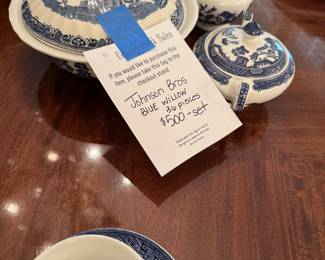 Sales
If you would like to purchase this
item, please take this tag to the
checkout stand.
Johnson Bros
BLUE WILLOW
36 pieces
$500.-set